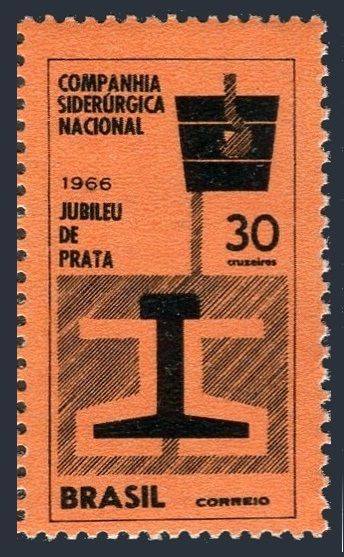 COMPANHIA
SIDERÚRGICA
NACIONAL
1966
JUBILEU
DE
PRATA
30
cruzeiros
BRASIL
CORREIO